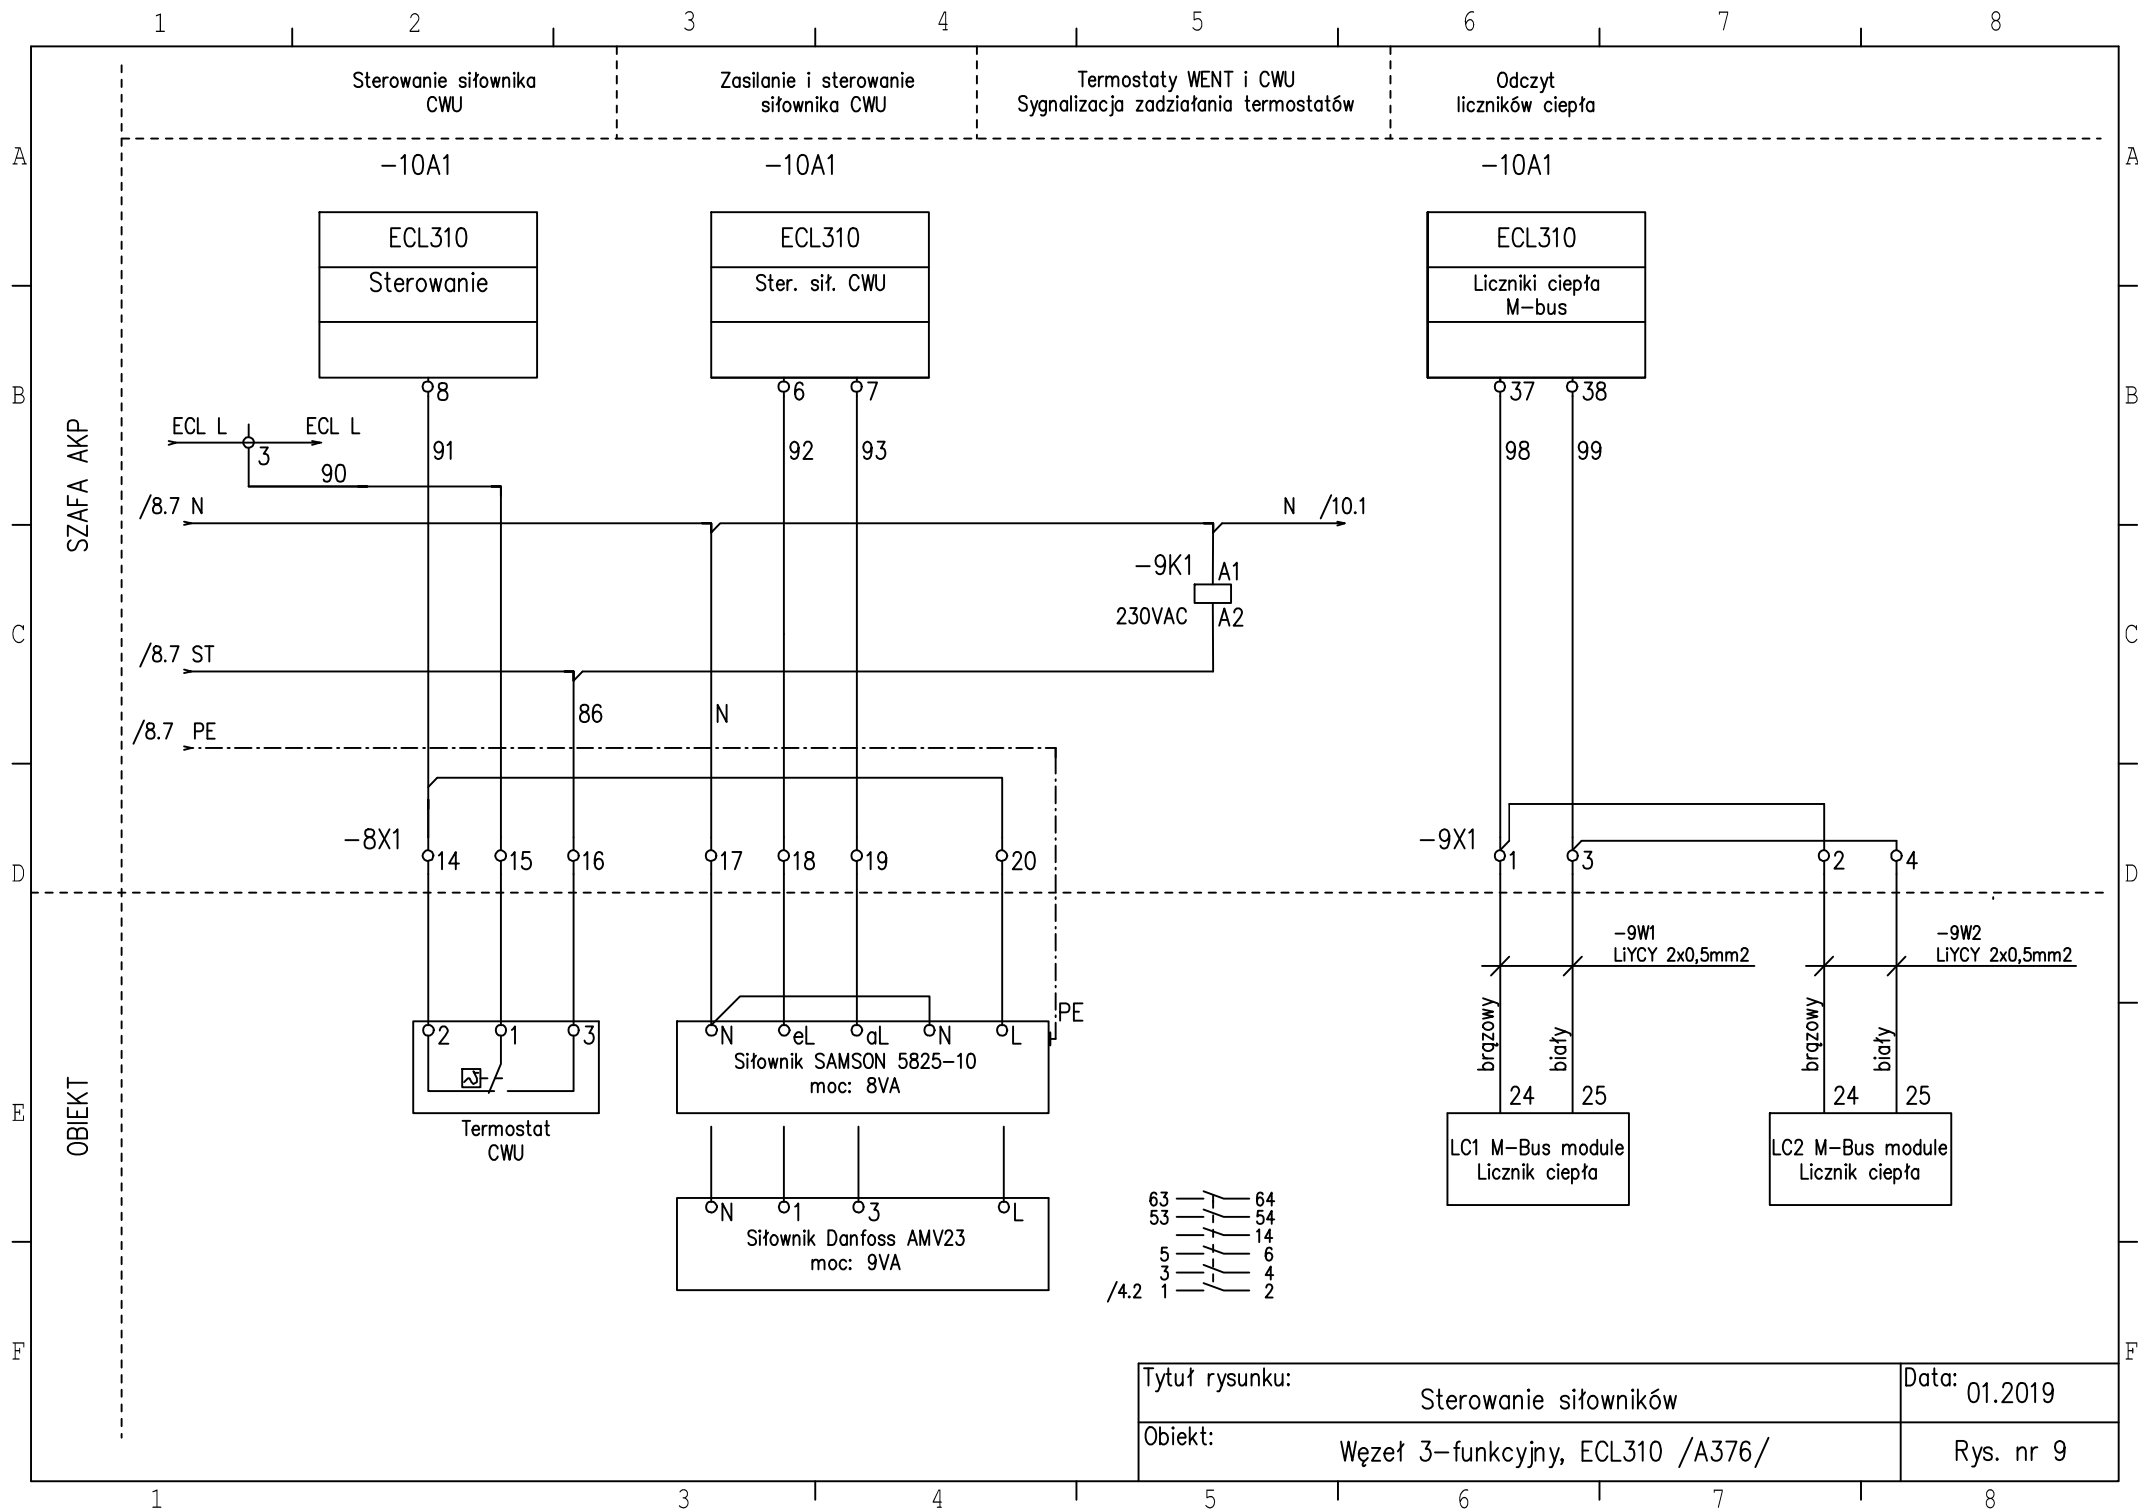 1 2 3 4 5 6 7 8
Sterowanie siłownika
CWU
Zasilanie i sterowanie
siłownika CWU
Termostaty WENT i CWU
Sygnalizacja zadziałania termostatów
Odczyt
liczników ciepła
A A
-10A1 -10A1 -10A1
ECL310 ECL310 ECL310
Sterowanie
Ster. sił. CWU
Liczniki ciepła
M-bus
B B
8 6 7 37 38
ECL L ECL L
3
91 92 93 98 99
90
SZAFA AKP
/8.7 N
N /10.1
-9K1 A1
230VAC A2
C C
/8.7 ST
86 N
/8.7 PE
-8X1 14 15 16 17 18 19 20
-9X1 1 3 2 4
D D
-9W1
LiYCY 2x0,5mm2
-9W2
LiYCY 2x0,5mm2
PE
brązowy biały brązowy biały
2 1 3
N eL aL N L
Siłownik SAMSON 5825-10
moc: 8VA
24 25 24 25
E E
OBIEKT
Termostat
CWU
LC1 M-Bus module
Licznik ciepła
LC2 M-Bus module
Licznik ciepła
N 1 3 L
Siłownik Danfoss AMV23
moc: 9VA
63 64
53 54
14
5 6
3 4
/4.2 1 2
F F
Tytuł rysunku:
Sterowanie siłowników
Data: 01.2019
Obiekt:
Węzeł 3-funkcyjny, ECL310 /A376/
Rys. nr 9
1 3 4 5 6 7 8